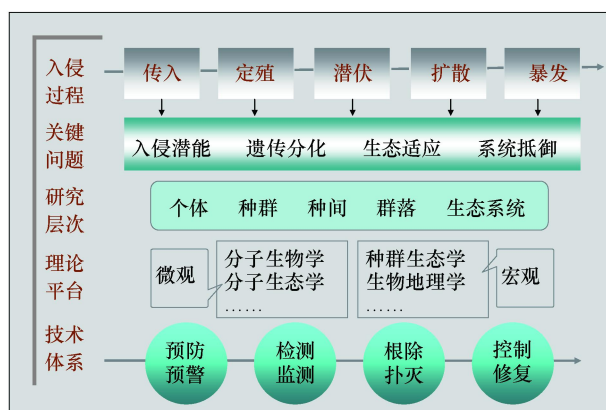 入侵
过程
传入 定殖 潜伏 扩散 暴发
关键
问题
入侵潜能 遗传分化 生态适应 系统抵御
研究
层次
个体 种群 种间 群落 生态系统
理论
平台
微观
分子生物学
分子生态学
……
种群生态学
生物地理学
……
宏观
技术
体系
预防
预警
检测
监测
根除
扑灭
控制
修复